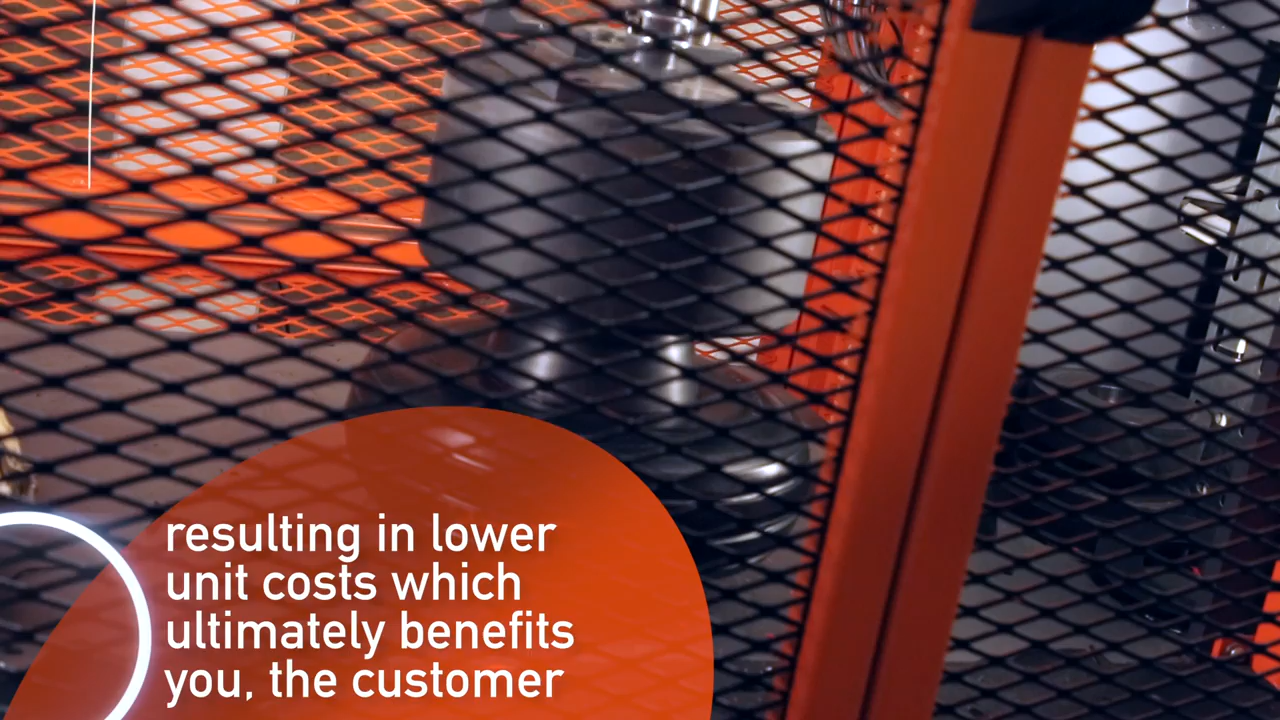 resulting in lower
unit costs which
ultimately benefits
you, the customer